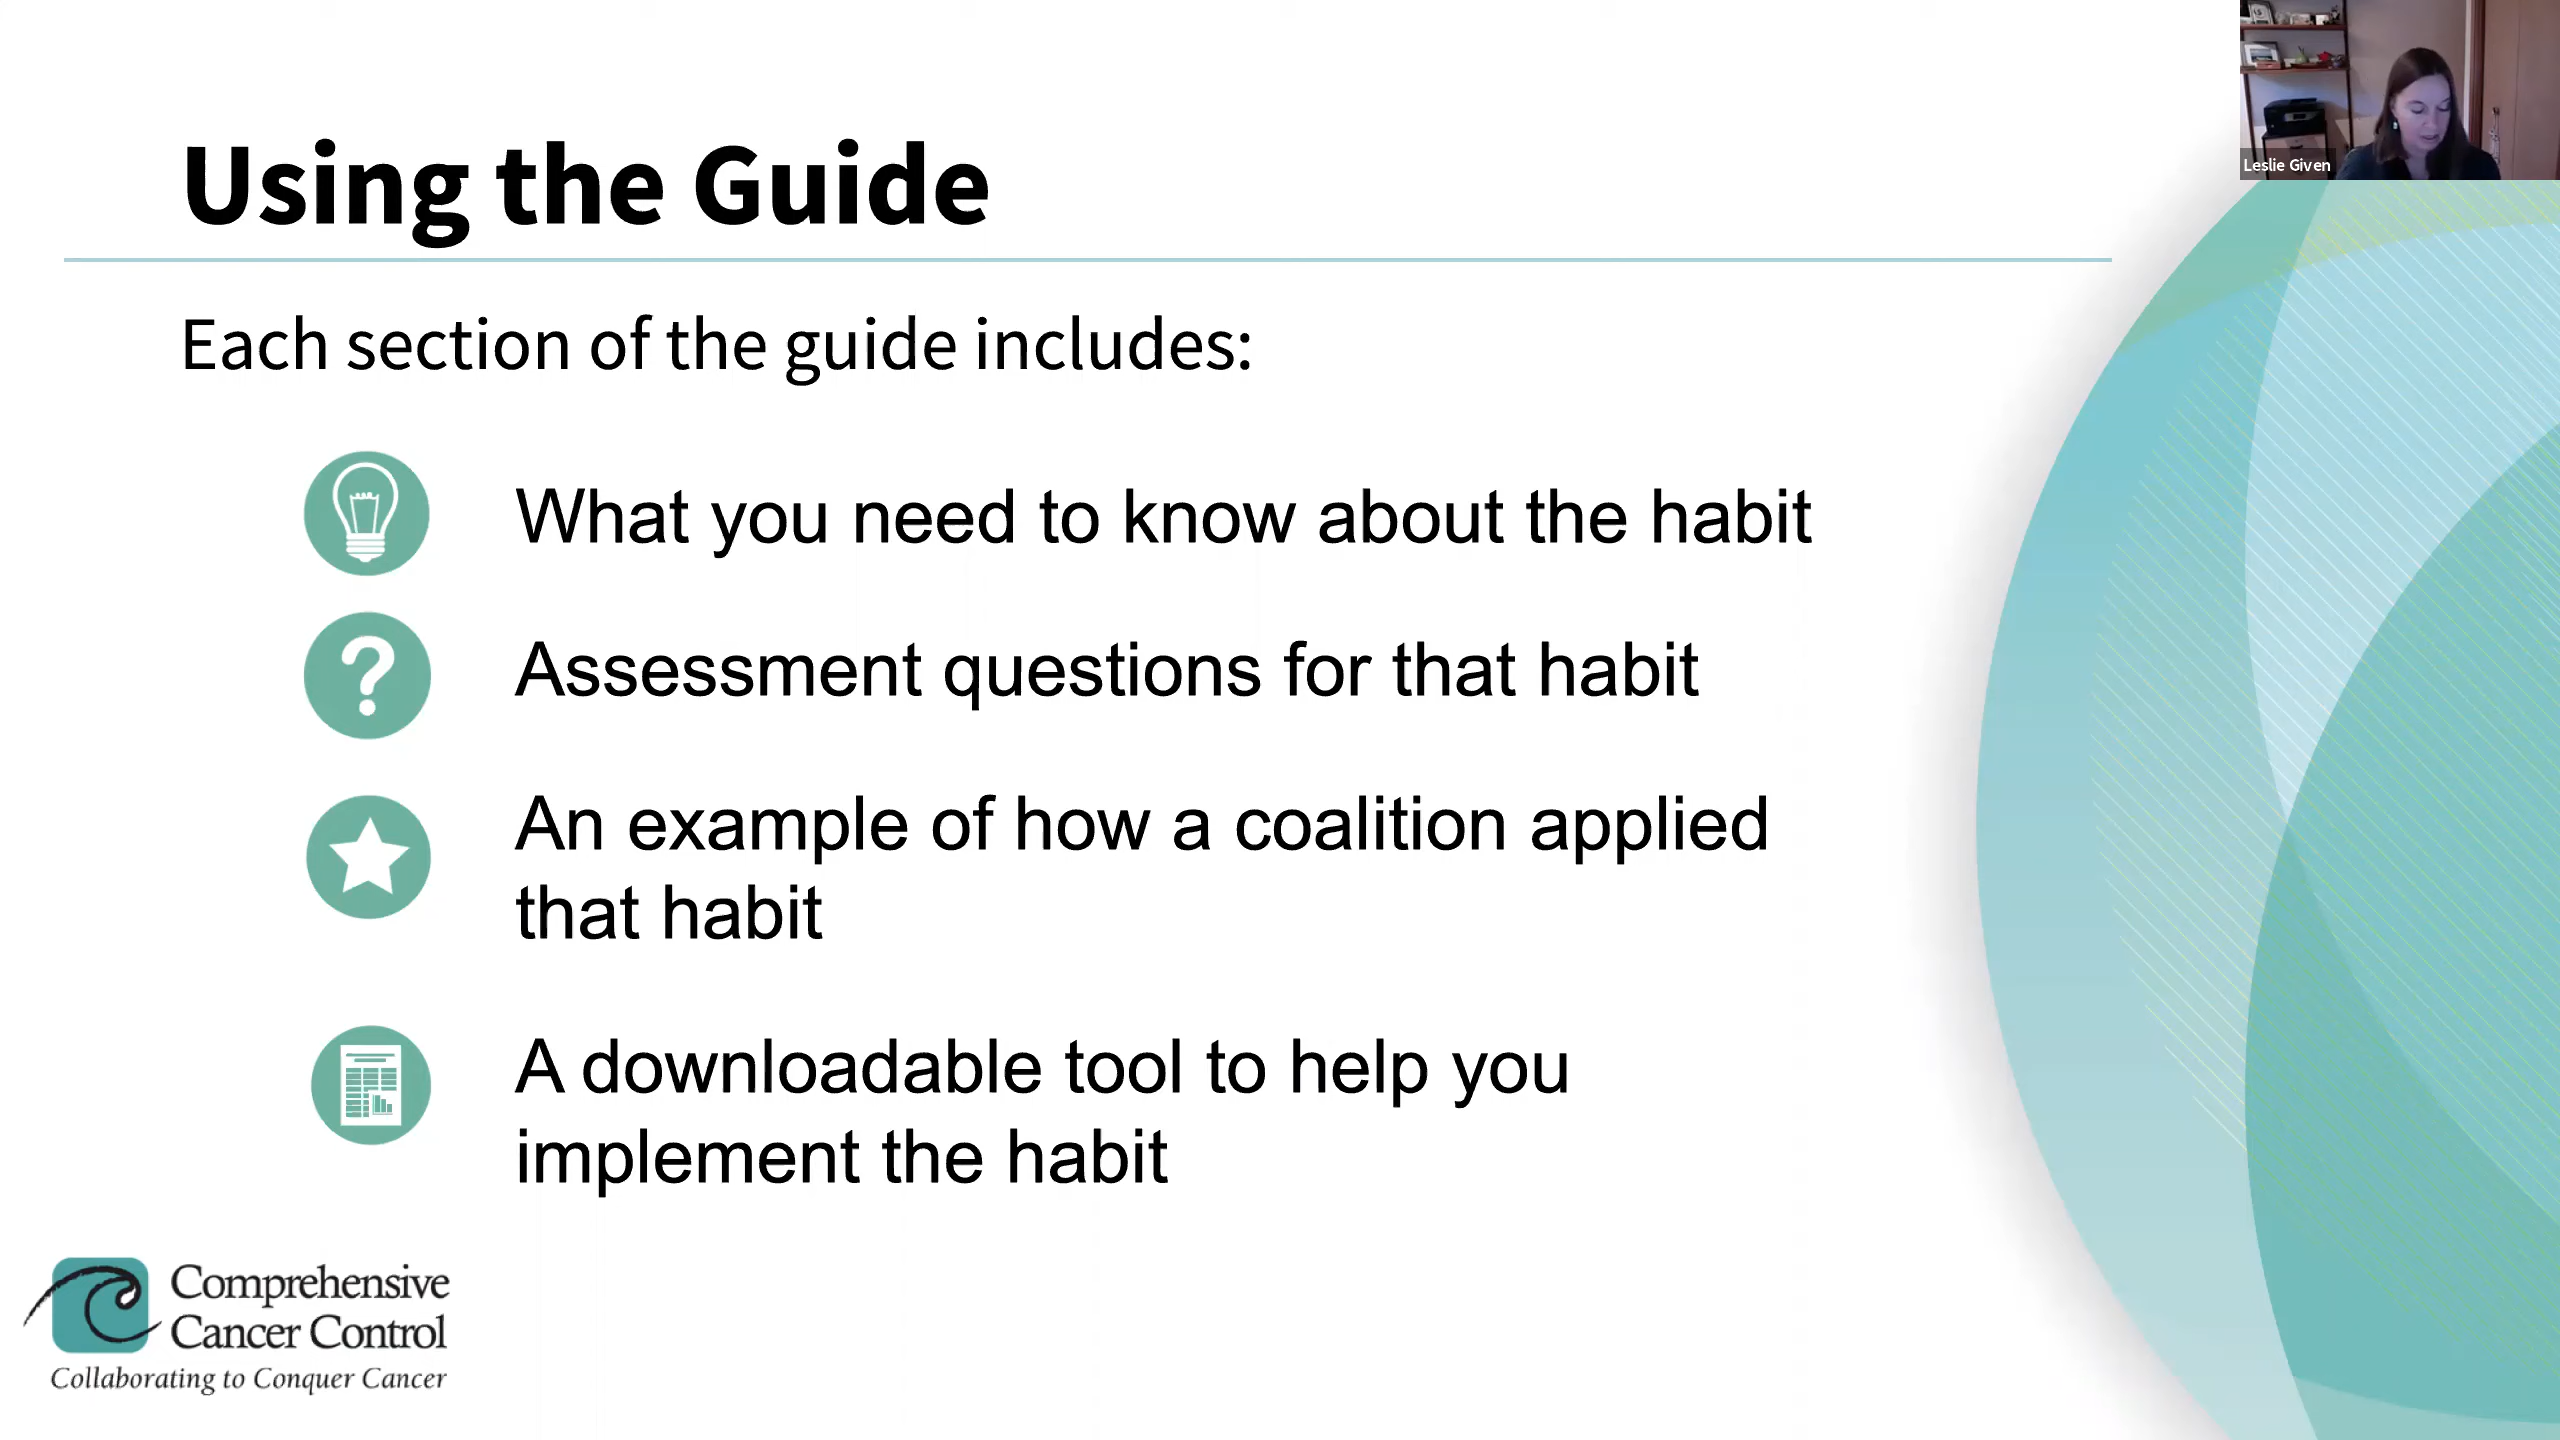 Using the Guide
Leslie Given
Each section of the guide includes:
What you need to know about the habit
Assessment questions for that habit
An example of how a coalition applied
that habit
A downloadable tool to help you
implement the habit
Comprehensive
Cancer Control
Collaborating to Conquer Cancer